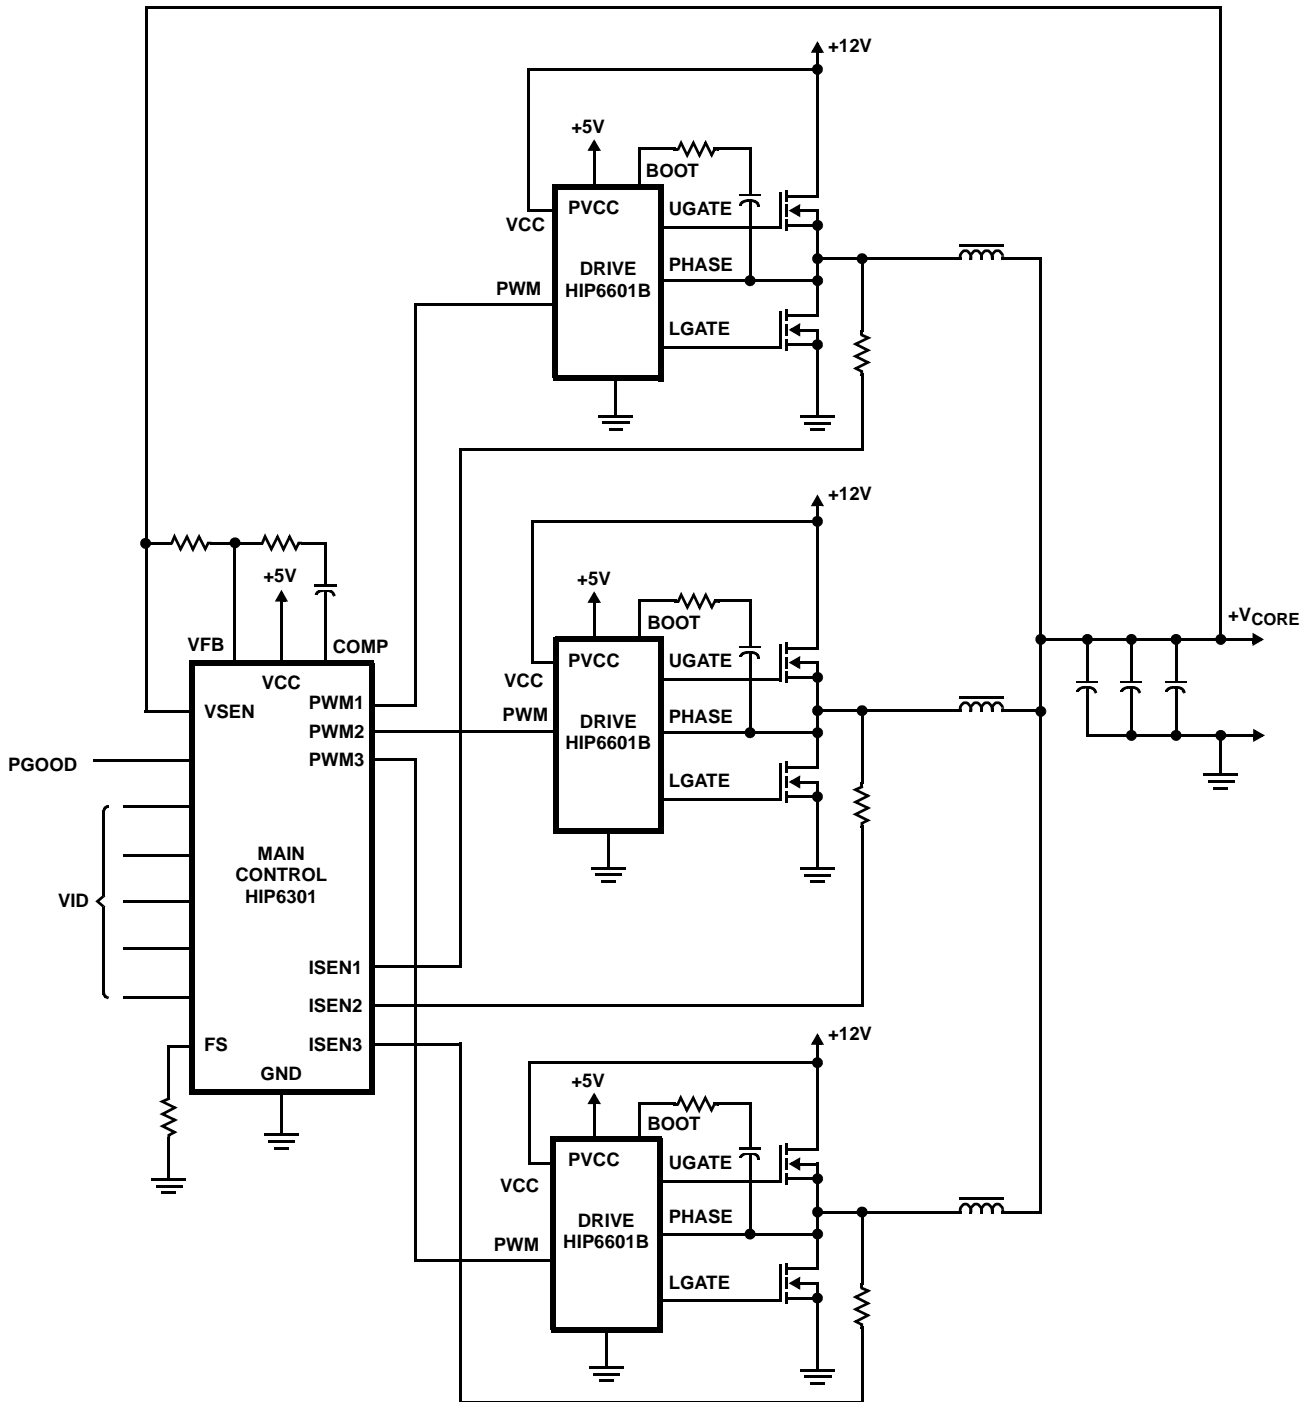 +12V
+5V
BOOT
PVCC
UGATE
VCC
DRIVE
HIP6601B
PHASE
PWM
LGATE
+12V
+5V
BOOT
PVCC
UGATE
VCC
DRIVE
HIP6601B
PHASE
PWM
LGATE
+5V
VFB
COMP
VCC
VSEN
PWM1
PWM2
PWM3
PGOOD
MAIN
CONTROL
HIP6301
VID
ISEN1
ISEN2
FS
ISEN3
GND
+VCORE
+12V
+5V
BOOT
PVCC
UGATE
VCC
DRIVE
HIP6601B
PHASE
PWM
LGATE